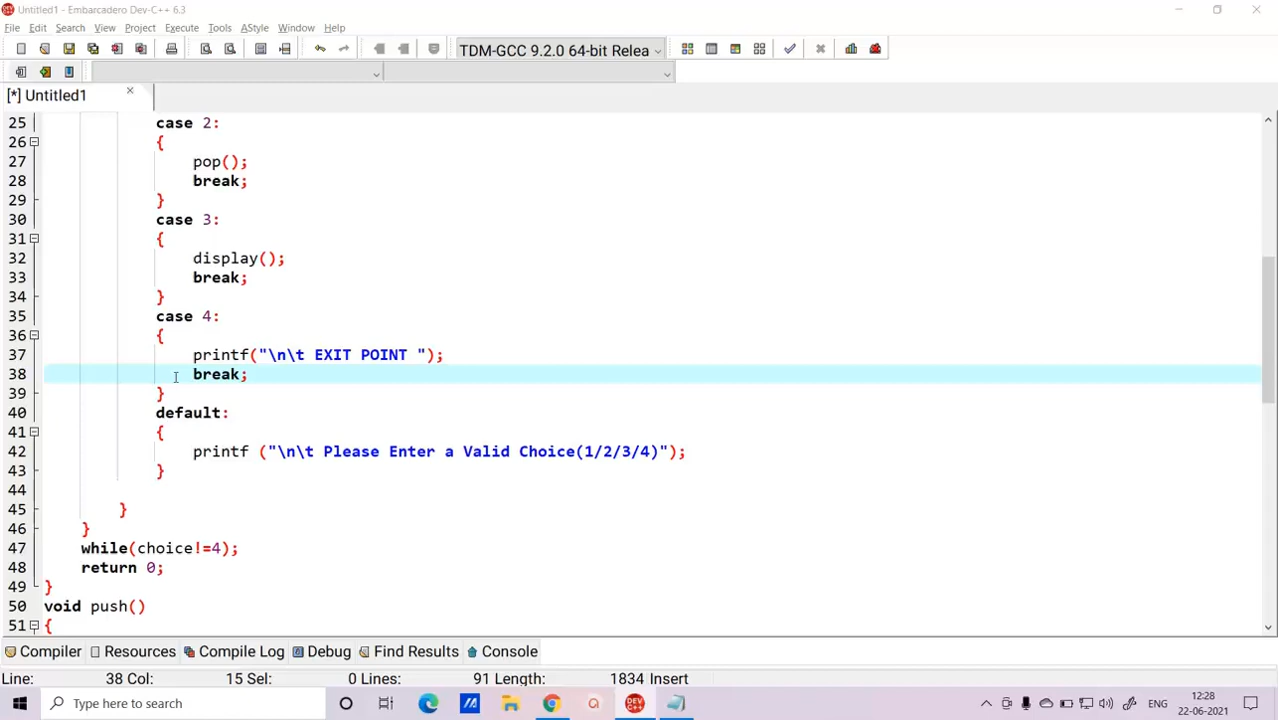 Untitled1 - Embarcadero Dev-C++ 6.3
File Edit Search View Project Execute Tools AStyle Window Help
TDM-GCC 9.2.0 64-bit Relea
[*] Untitled1
25 case 2:
26 {
27 pop();
28 break;
29 }
30 case 3:
31 {
32 display();
33 break;
34 }
35 case 4:
36 {
37 printf("\n\t EXIT POINT ");
38 break;
39 }
40 default:
41 {
42 printf ("\n\t Please Enter a Valid Choice(1/2/3/4)");
43 }
44
45 }
46 }
47 while(choice!=4);
48 return 0;
49 }
50 void push()
51 {
Compiler Resources Compile Log Debug Find Results Console
Line: 38 Col: 15 Sel: 0 Lines: 91 Length: 1834 Insert
Type here to search DEV C++ ENG 12:28
22-06-2021